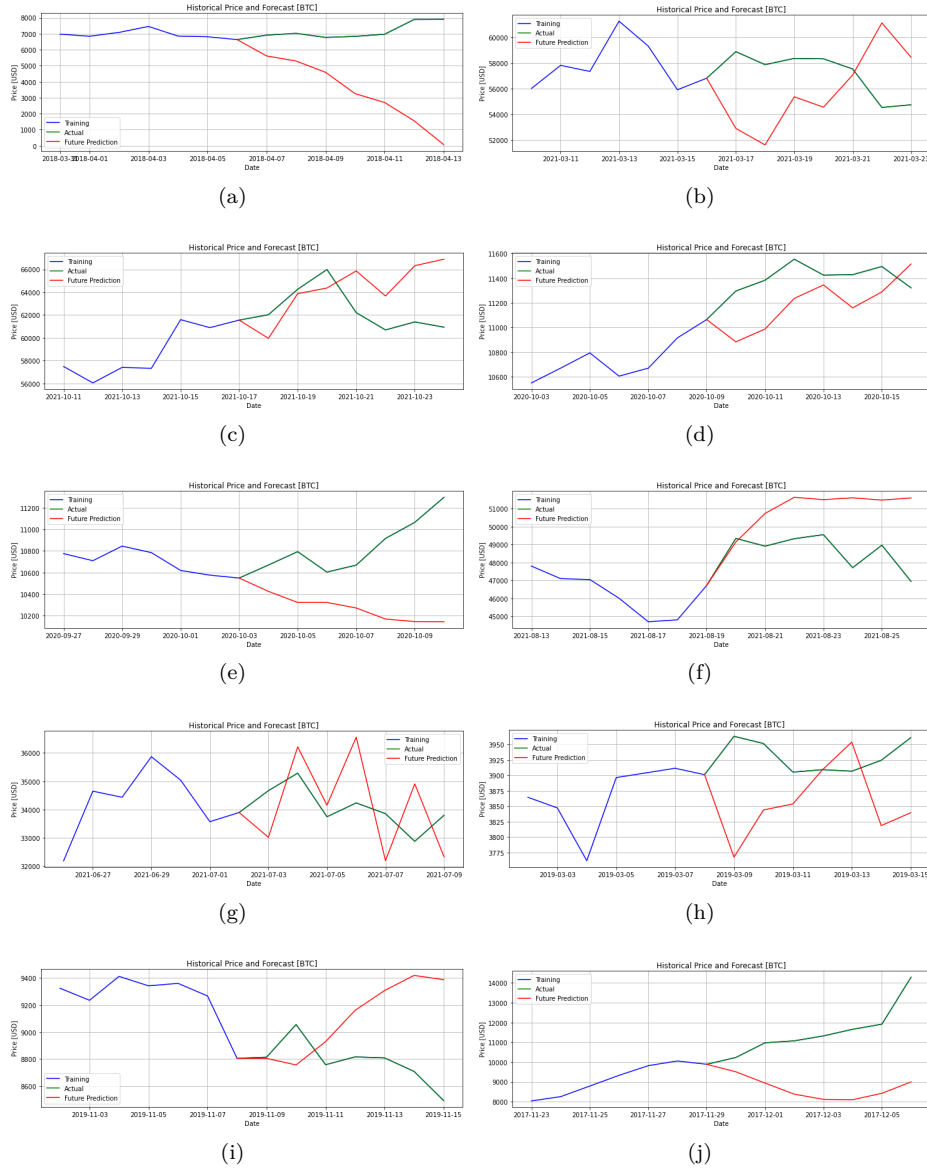 Historical Price and Forecast [BTC]
Price [USD]
8000
7000
6000
5000
4000
3000
2000
1000
0
Training
Actual
Future Prediction
2018-04-01 2018-04-03 2018-04-05 2018-04-07 2018-04-09 2018-04-11 2018-04-13
Date
(a)
Historical Price and Forecast [BTC]
Price [USD]
60000
58000
56000
54000
52000
Training
Actual
Future Prediction
2021-03-11 2021-03-13 2021-03-15 2021-03-17 2021-03-19 2021-03-21 2021-03-23
Date
(b)
Historical Price and Forecast [BTC]
Price [USD]
66000
64000
62000
60000
58000
56000
Training
Actual
Future Prediction
2021-10-11 2021-10-13 2021-10-15 2021-10-17 2021-10-19 2021-10-21 2021-10-23
Date
(c)
Historical Price and Forecast [BTC]
Price [USD]
11600
11400
11200
11000
10800
10600
Training
Actual
Future Prediction
2020-10-03 2020-10-05 2020-10-07 2020-10-09 2020-10-11 2020-10-13 2020-10-15
Date
(d)
Historical Price and Forecast [BTC]
Price [USD]
11200
11000
10800
10600
10400
10200
Training
Actual
Future Prediction
2020-09-27 2020-09-29 2020-10-01 2020-10-03 2020-10-05 2020-10-07 2020-10-09
Date
(e)
Historical Price and Forecast [BTC]
Price [USD]
51000
50000
49000
48000
47000
46000
45000
Training
Actual
Future Prediction
2021-08-13 2021-08-15 2021-08-17 2021-08-19 2021-08-21 2021-08-23 2021-08-25
Date
(f)
Historical Price and Forecast [BTC]
Price [USD]
36000
35000
34000
33000
32000
Training
Actual
Future Prediction
2021-06-27 2021-06-29 2021-07-01 2021-07-03 2021-07-05 2021-07-07 2021-07-09
Date
(g)
Historical Price and Forecast [BTC]
Price [USD]
3950
3925
3900
3875
3850
3825
3800
3775
Training
Actual
Future Prediction
2019-03-03 2019-03-05 2019-03-07 2019-03-09 2019-03-11 2019-03-13 2019-03-15
Date
(h)
Historical Price and Forecast [BTC]
Price [USD]
9400
9200
9000
8800
8600
Training
Actual
Future Prediction
2019-11-03 2019-11-05 2019-11-07 2019-11-09 2019-11-11 2019-11-13 2019-11-15
Date
(i)
Historical Price and Forecast [BTC]
Price [USD]
14000
13000
12000
11000
10000
9000
8000
Training
Actual
Future Prediction
2017-11-23 2017-11-25 2017-11-27 2017-11-29 2017-12-01 2017-12-03 2017-12-05
Date
(j)